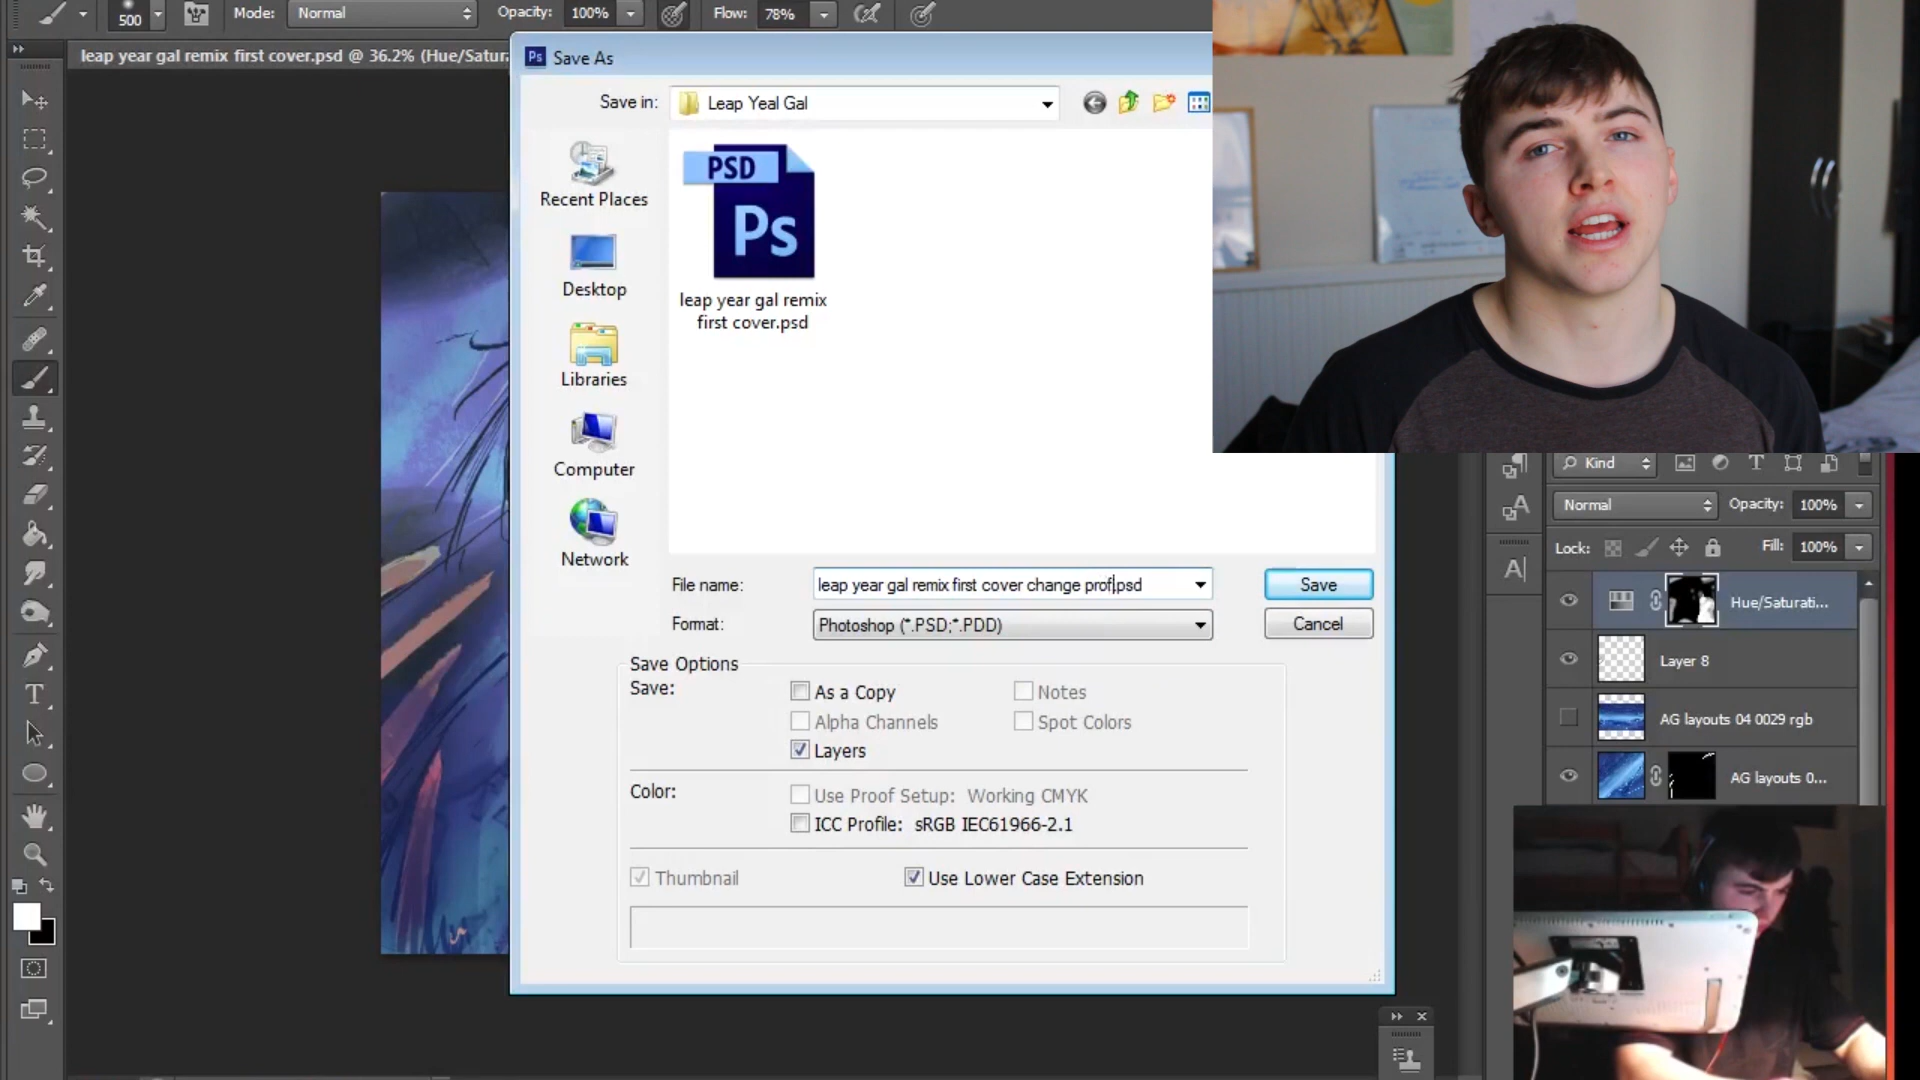 500
Mode: Normal
Opacity: 100%
Flow: 78%
leap year gal remix first cover.psd @ 36.2% (Hue/Satur
Ps Save As
Save in: Leap Yeal Gal
PSD
Ps
leap year gal remix
first cover.psd
Recent Places
Desktop
Libraries
Computer
Network
File name: leap year gal remix first cover change prof.psd
Save
Format: Photoshop (*.PSD;*.PDD)
Cancel
Save Options
Save:
As a Copy
Notes
Alpha Channels
Spot Colors
Layers
Color:
Use Proof Setup: Working CMYK
ICC Profile: sRGB IEC61966-2.1
Thumbnail
Use Lower Case Extension
Kind
Normal
Opacity: 100%
Lock:
Fill: 100%
Hue/Saturati...
Layer 8
AG layouts 04 0029 rgb
AG layouts 0...